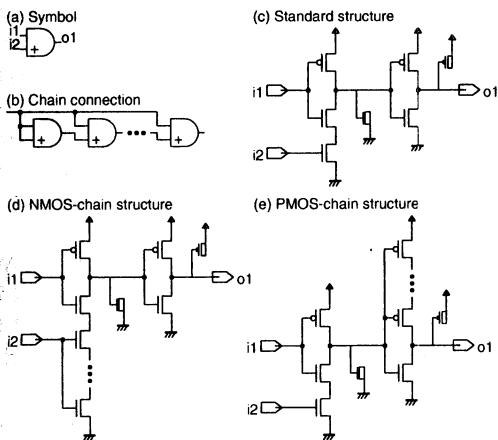 (a) Symbol
i1
i2
+
o1
(b) Chain connection
+
+
+
(c) Standard structure
i1
i2
o1
(d) NMOS-chain structure
i1
i2
o1
(e) PMOS-chain structure
i1
i2
o1